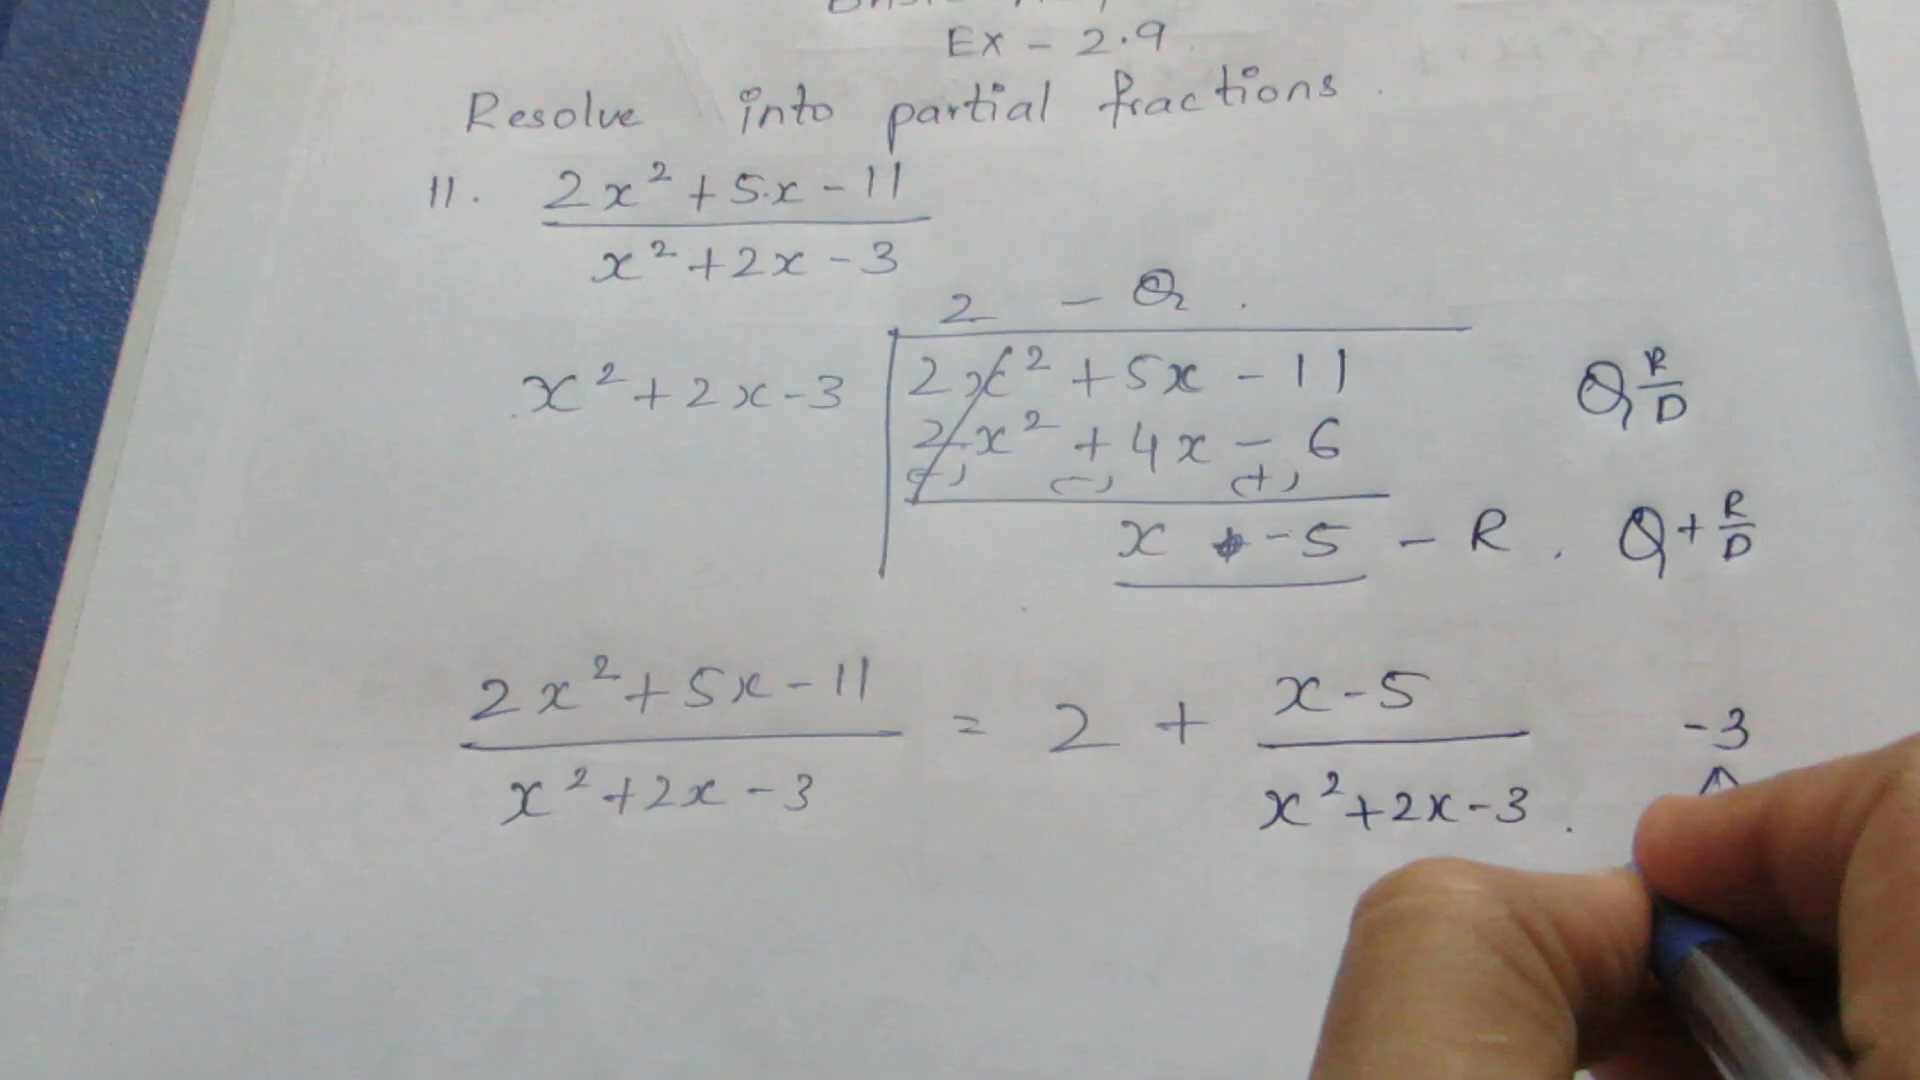 Ex - 2.9
Resolve into partial fractions.
11. 2x² + 5x - 11
x² + 2x - 3
2 - Q.
x² + 2x - 3 2x² + 5x - 11 Q R/D
2x² + 4x - 6
(-) (-) (+)
x - 5 - R. Q + R/D
2x² + 5x - 11 = 2 + x - 5 -3
x² + 2x - 3 x² + 2x - 3.